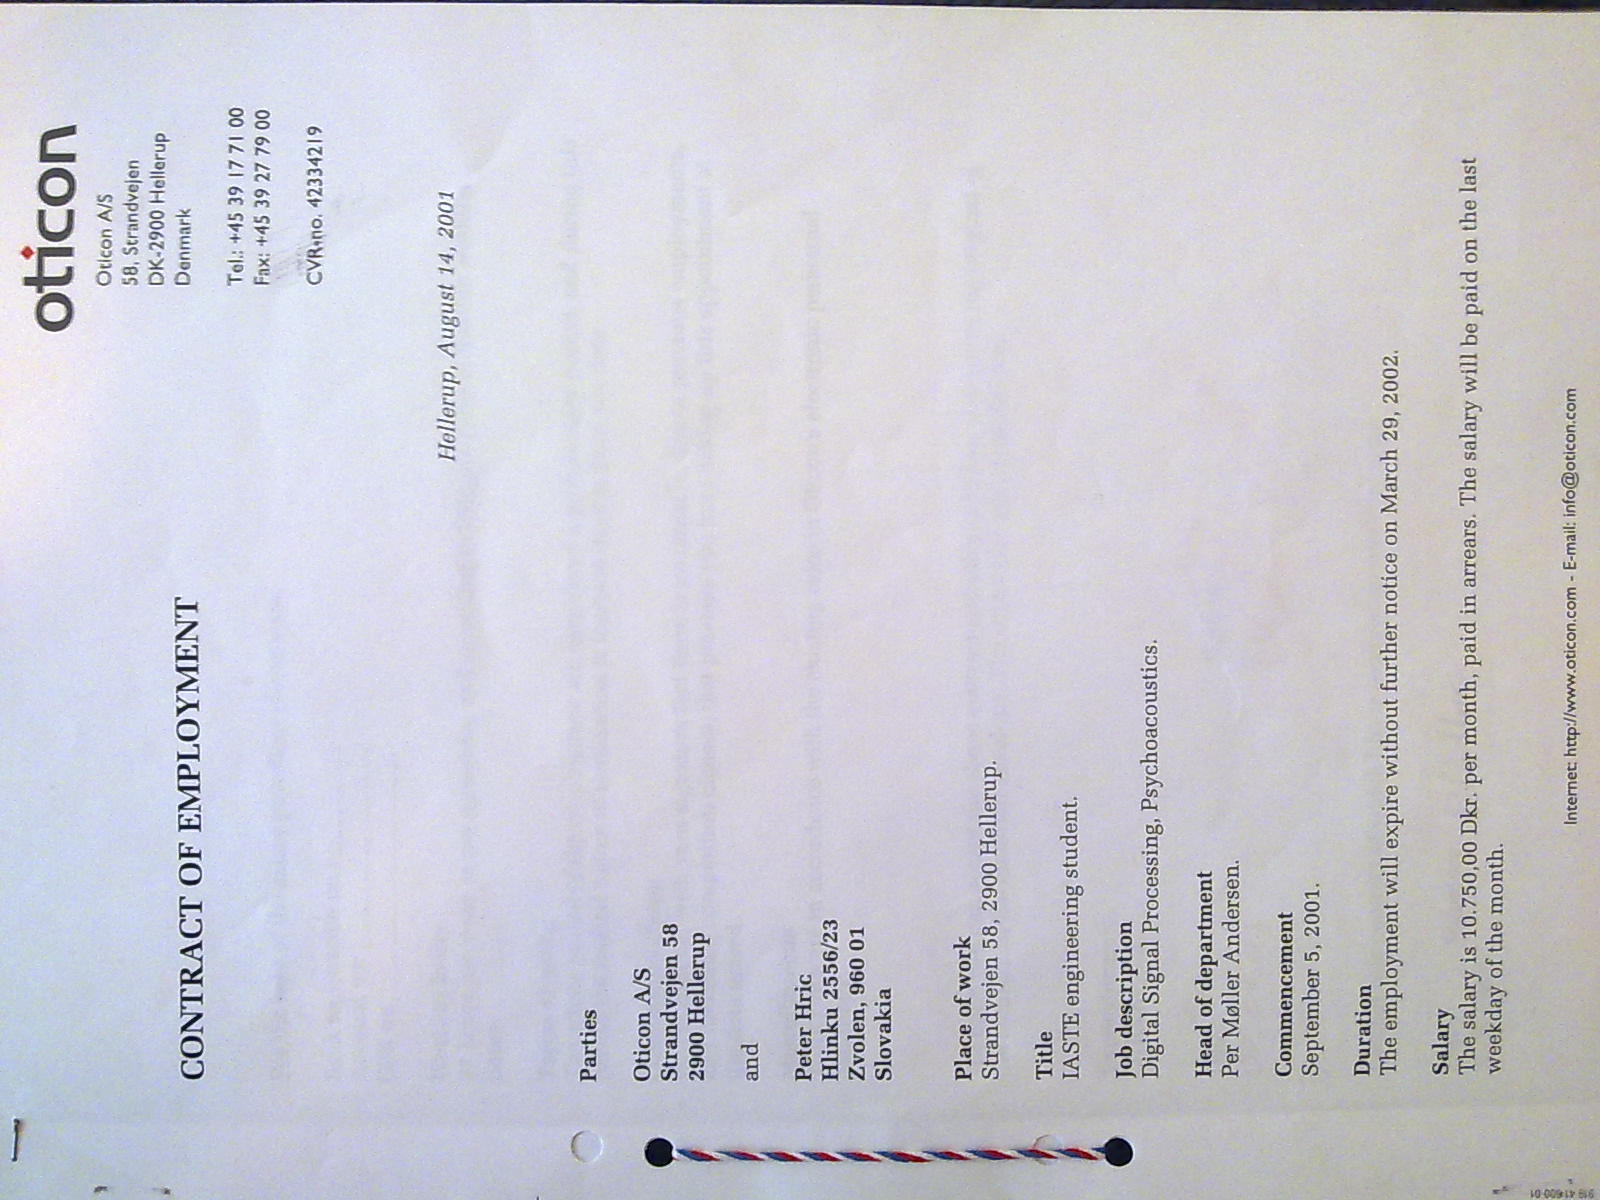 oticon
Oticon A/S
58, Strandvejen
DK-2900 Hellerup
Denmark
Tel.: +45 39 17 71 00
Fax: +45 39 27 79 00
CVR.no. 42334219
CONTRACT OF EMPLOYMENT
Hellerup, August 14, 2001
Parties
Oticon A/S
Strandvejen 58
2900 Hellerup
and
Peter Hric
Hlinku 2556/23
Zvolen, 960 01
Slovakia
Place of work
Strandvejen 58, 2900 Hellerup.
Title
IASTE engineering student.
Job description
Digital Signal Processing, Psychoacoustics.
Head of department
Per Møller Andersen.
Commencement
September 5, 2001.
Duration
The employment will expire without further notice on March 29, 2002.
Salary
The salary is 10.750,00 Dkr. per month, paid in arrears. The salary will be paid on the last
weekday of the month.
Internet: http://www.oticon.com - E-mail: info@oticon.com